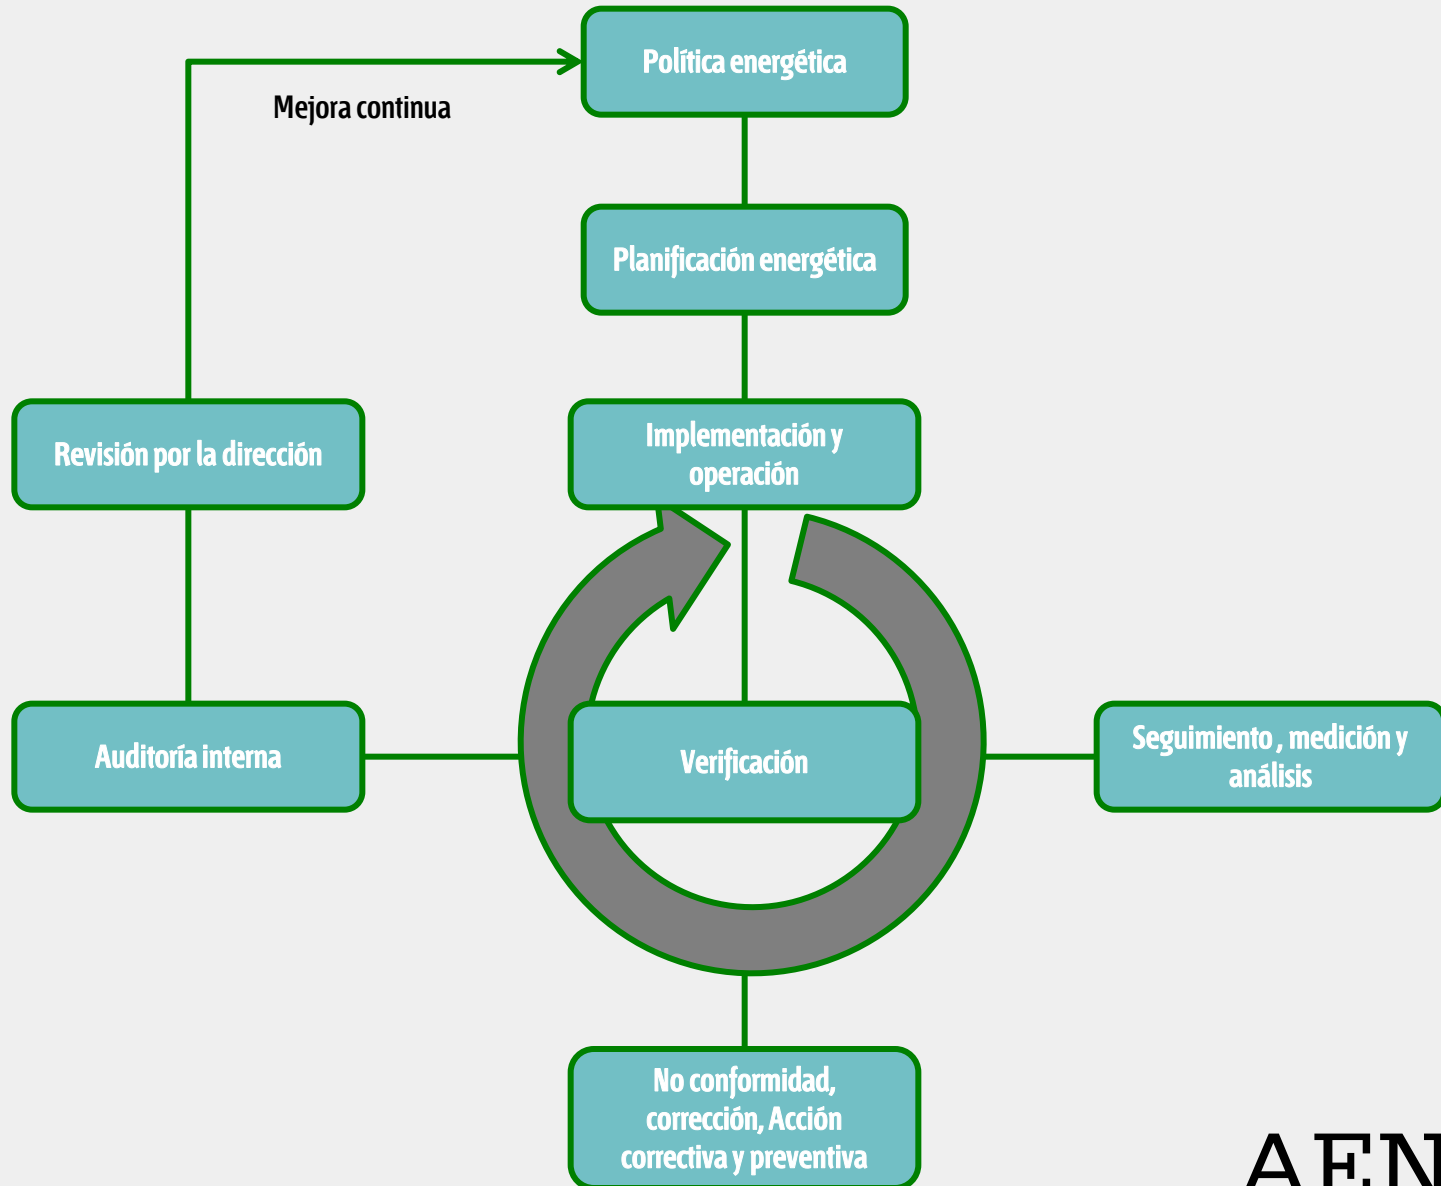 Política energética
Mejora continua
Planificación energética
Revisión por la dirección
Implementación y
operación
Auditoría interna
Verificación
Seguimiento , medición y
análisis
No conformidad,
corrección, Acción
correctiva y preventiva
AEN